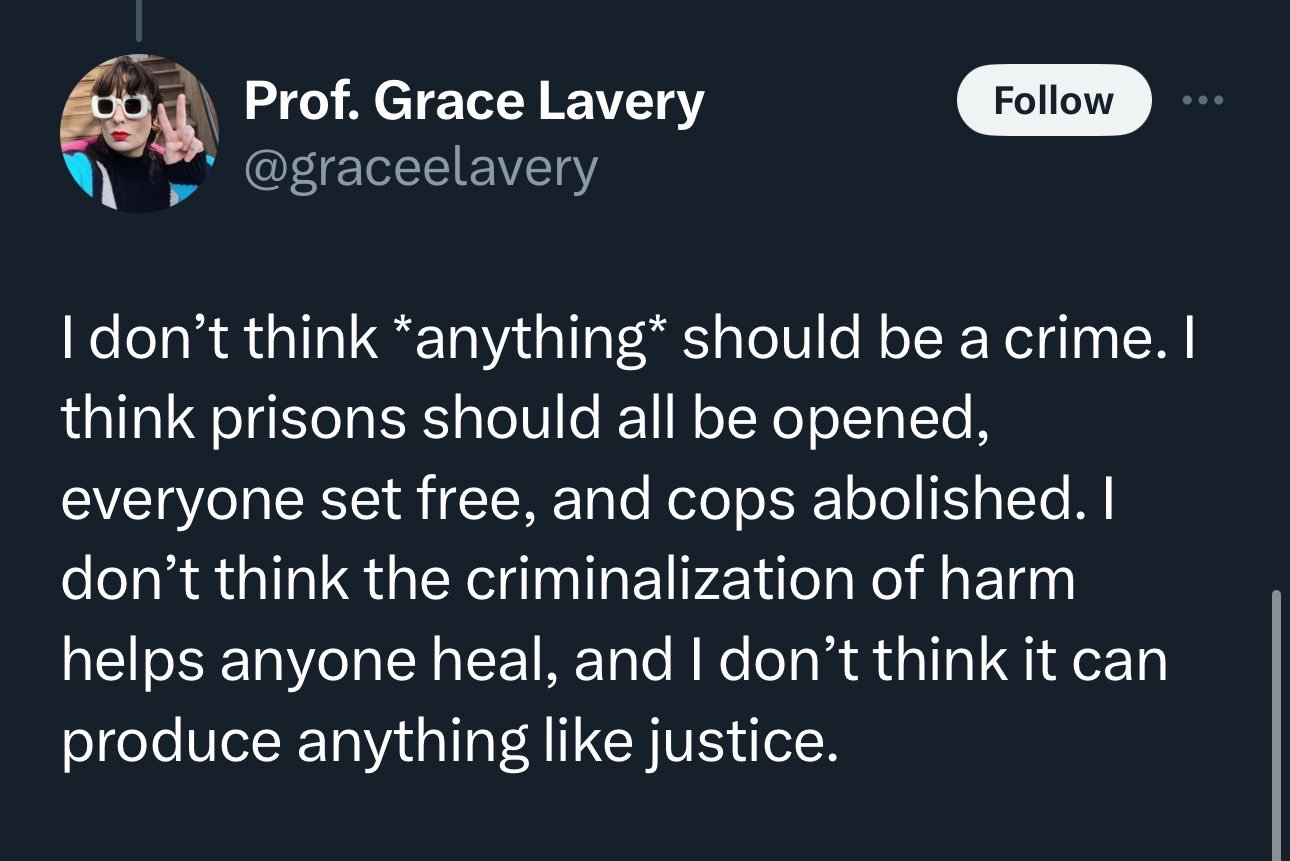 Prof. Grace Lavery
Follow
@graceelavery
I don’t think *anything* should be a crime. I
think prisons should all be opened,
everyone set free, and cops abolished. I
don’t think the criminalization of harm
helps anyone heal, and I don’t think it can
produce anything like justice.